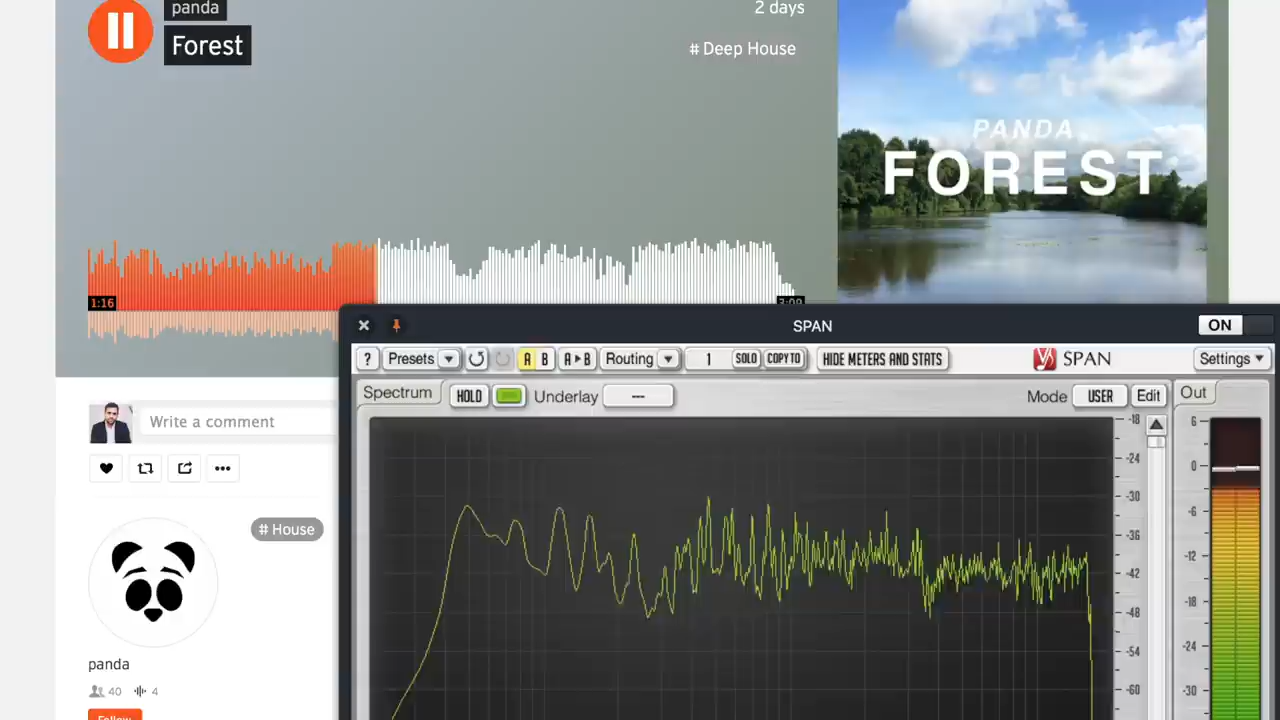 panda
2 days
Forest
# Deep House
PANDA
FOREST
1:16
3:09
SPAN
ON
? Presets A B A►B Routing 1 SOLO COPY TO HIDE METERS AND STATS SPAN Settings
Spectrum HOLD Underlay --- Mode USER Edit Out
-18
-24
-30
-36
-42
-48
-54
-60
6
0
-6
-12
-18
-24
-30
Write a comment
# House
panda
40 4
Follow